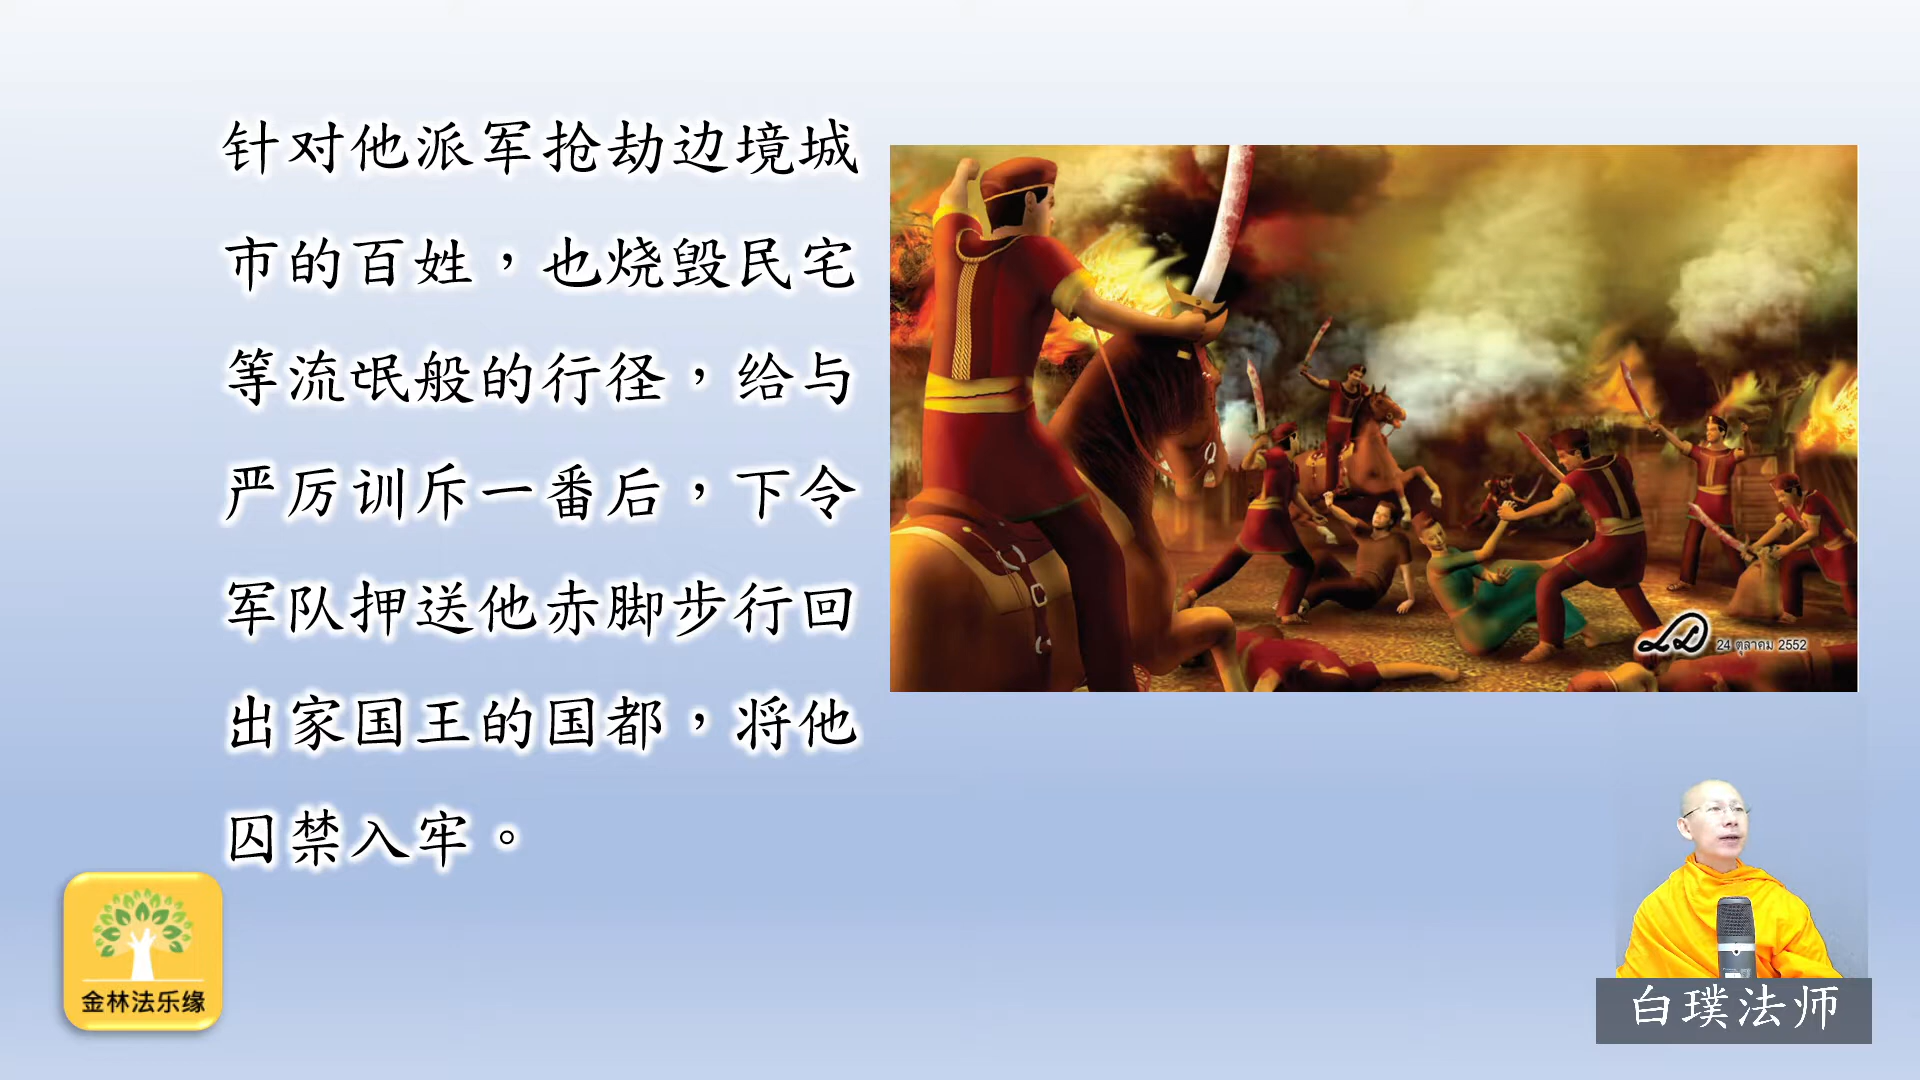 针对他派军抢劫边境城
市的百姓，也烧毁民宅
等流氓般的行径，给与
严厉训斥一番后，下令
军队押送他赤脚步行回
出家国王的国都，将他
囚禁入牢。
24 ตุลาคม 2552
金林法乐缘
白璞法师